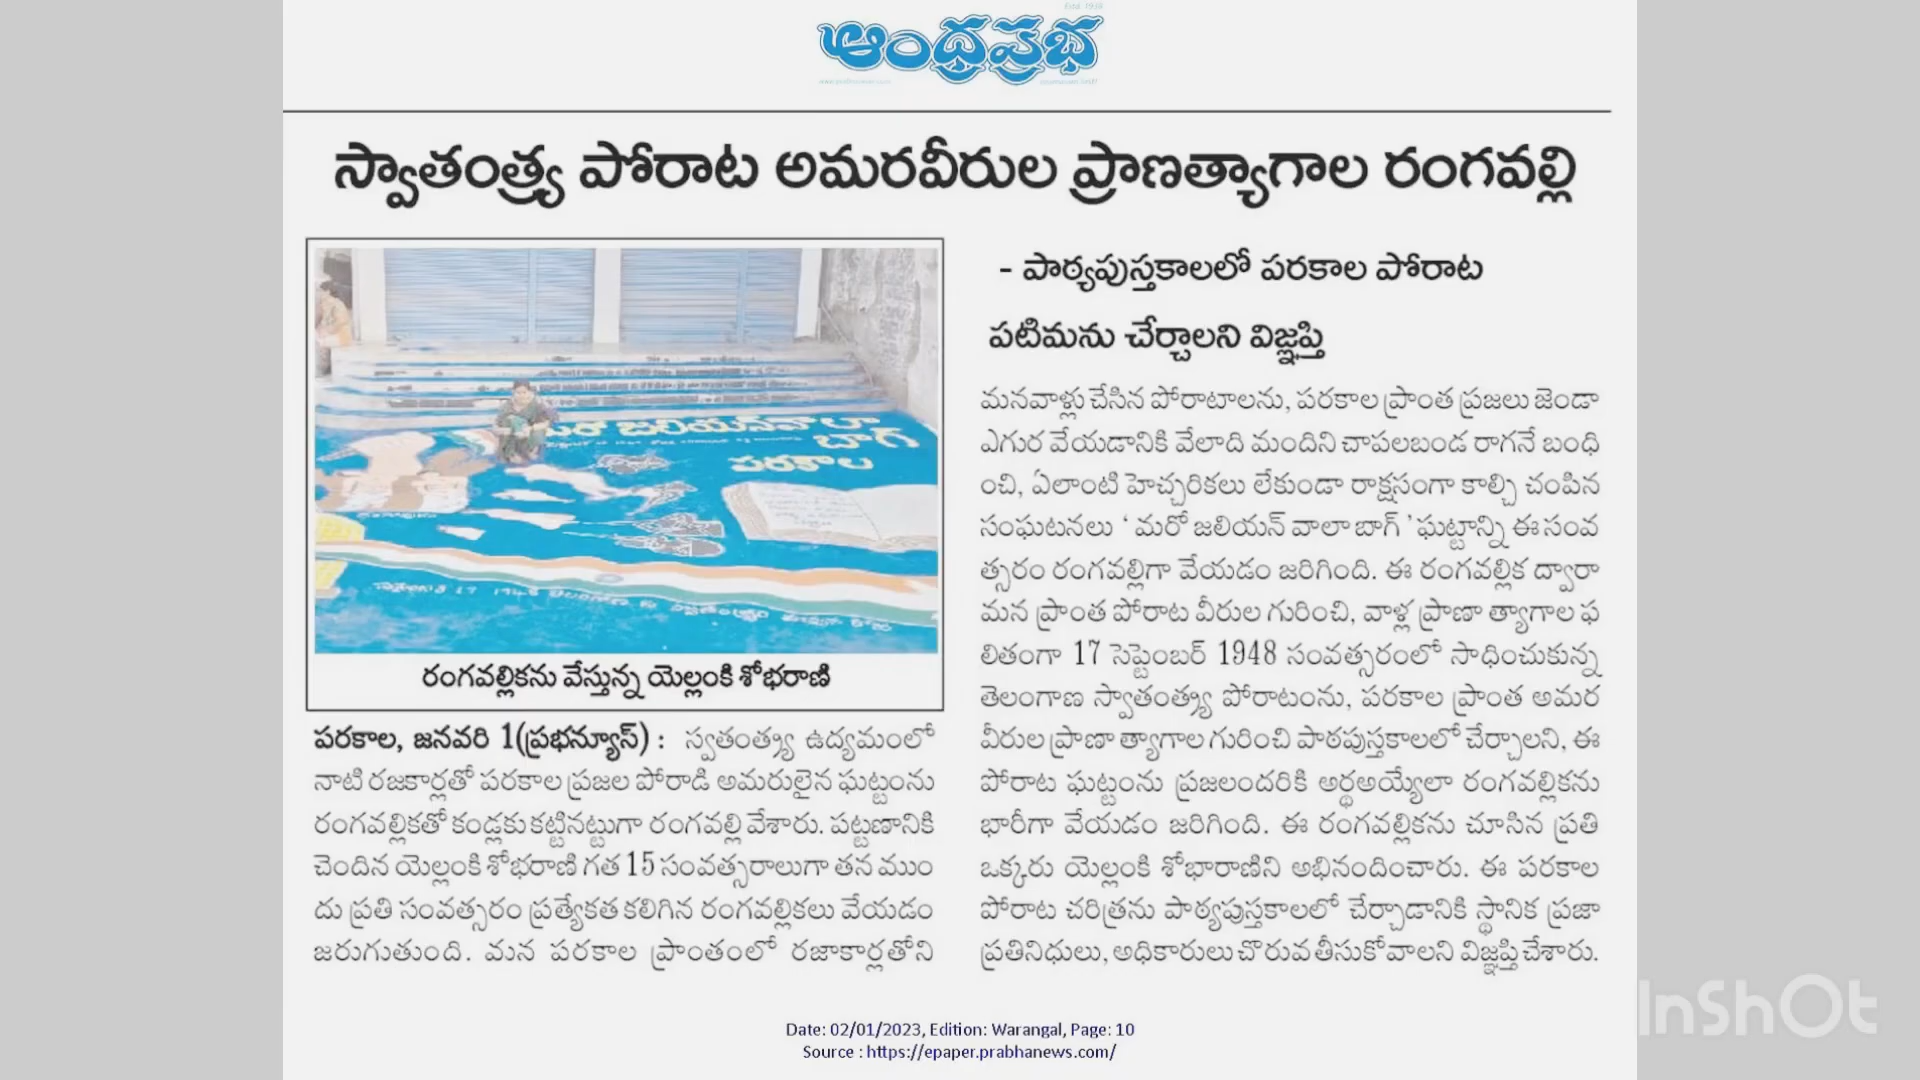 Estd. 1938
ఆంధ్రప్రభ
స్వాతంత్ర్య పోరాట అమరవీరుల ప్రాణత్యాగాల రంగవల్లి
మరో జలియనవాలా
బాగ్
పరకాల
రంగవల్లికను వేస్తున్న యెల్లంకి శోభరాణి
పరకాల, జనవరి 1(ప్రభన్యూస్) : స్వతంత్ర్య ఉద్యమంలో
నాటి రజకార్లతో పరకాల ప్రజల పోరాడి అమరులైన ఘట్టంను
రంగవల్లికతో కండ్లకు కట్టినట్టుగా రంగవల్లి వేశారు. పట్టణానికి
చెందిన యెల్లంకి శోభరాణి గత 15 సంవత్సరాలుగా తన ముం
దు ప్రతి సంవత్సరం ప్రత్యేకత కలిగిన రంగవల్లికలు వేయడం
జరుగుతుంది. మన పరకాల ప్రాంతంలో రజాకార్లతోని
- పాఠ్యపుస్తకాలలో పరకాల పోరాట
పటిమను చేర్చాలని విజ్ఞప్తి
మనవాళ్లు చేసిన పోరాటాలను, పరకాల ప్రాంత ప్రజలు జెండా
ఎగుర వేయడానికి వేలాది మందిని చాపలబండ రాగనే బంధి
ంచి, ఏలాంటి హెచ్చరికలు లేకుండా రాక్షసంగా కాల్చి చంపిన
సంఘటనలు ‘ మరో జలియన్ వాలా బాగ్ ’ ఘట్టాన్ని ఈ సంవ
త్సరం రంగవల్లిగా వేయడం జరిగింది. ఈ రంగవల్లిక ద్వారా
మన ప్రాంత పోరాట వీరుల గురించి, వాళ్ల ప్రాణా త్యాగాల ఫ
లితంగా 17 సెప్టెంబర్ 1948 సంవత్సరంలో సాధించుకున్న
తెలంగాణ స్వాతంత్ర్య పోరాటంను, పరకాల ప్రాంత అమర
వీరుల ప్రాణా త్యాగాల గురించి పాఠపుస్తకాలలో చేర్చాలని, ఈ
పోరాట ఘట్టంను ప్రజలందరికి అర్థఅయ్యేలా రంగవల్లికను
భారీగా వేయడం జరిగింది. ఈ రంగవల్లికను చూసిన ప్రతి
ఒక్కరు యెల్లంకి శోభారాణిని అభినందించారు. ఈ పరకాల
పోరాట చరిత్రను పాఠ్యపుస్తకాలలో చేర్చాడానికి స్థానిక ప్రజా
ప్రతినిధులు, అధికారులు చొరువ తీసుకోవాలని విజ్ఞప్తి చేశారు.
Date: 02/01/2023, Edition: Warangal, Page: 10
Source : https://epaper.prabhanews.com/
InShOt